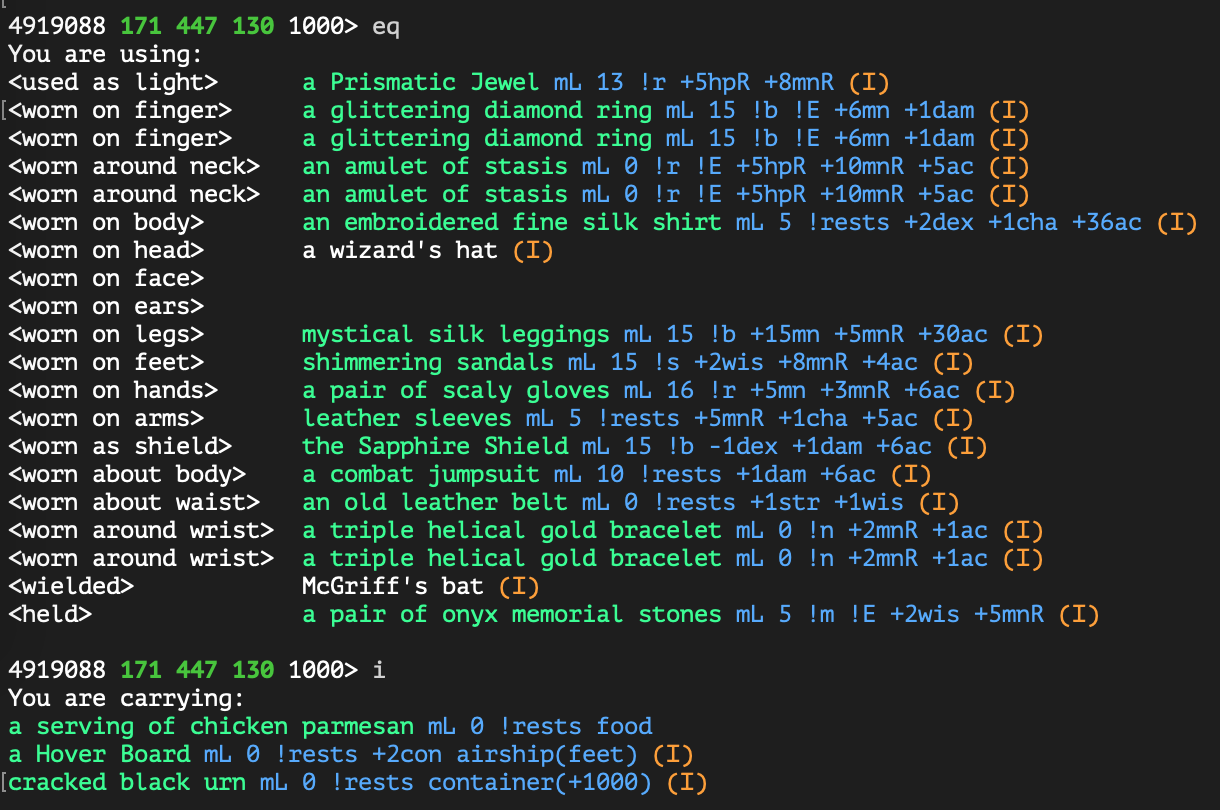 4919088 171 447 130 1000> eq
You are using:
<used as light>      a Prismatic Jewel mL 13 !r +5hpR +8mnR (I)
<worn on finger>     a glittering diamond ring mL 15 !b !E +6mn +1dam (I)
<worn on finger>     a glittering diamond ring mL 15 !b !E +6mn +1dam (I)
<worn around neck>   an amulet of stasis mL 0 !r !E +5hpR +10mnR +5ac (I)
<worn around neck>   an amulet of stasis mL 0 !r !E +5hpR +10mnR +5ac (I)
<worn on body>       an embroidered fine silk shirt mL 5 !rests +2dex +1cha +36ac (I)
<worn on head>       a wizard's hat (I)
<worn on face>
<worn on ears>
<worn on legs>       mystical silk leggings mL 15 !b +15mn +5mnR +30ac (I)
<worn on feet>       shimmering sandals mL 15 !s +2wis +8mnR +4ac (I)
<worn on hands>      a pair of scaly gloves mL 16 !r +5mn +3mnR +6ac (I)
<worn on arms>       leather sleeves mL 5 !rests +5mnR +1cha +5ac (I)
<worn as shield>     the Sapphire Shield mL 15 !b -1dex +1dam +6ac (I)
<worn about body>    a combat jumpsuit mL 10 !rests +1dam +6ac (I)
<worn about waist>   an old leather belt mL 0 !rests +1str +1wis (I)
<worn around wrist>  a triple helical gold bracelet mL 0 !n +2mnR +1ac (I)
<worn around wrist>  a triple helical gold bracelet mL 0 !n +2mnR +1ac (I)
<wielded>            McGriff's bat (I)
<held>               a pair of onyx memorial stones mL 5 !m !E +2wis +5mnR (I)

4919088 171 447 130 1000> i
You are carrying:
a serving of chicken parmesan mL 0 !rests food
a Hover Board mL 0 !rests +2con airship(feet) (I)
cracked black urn mL 0 !rests container(+1000) (I)